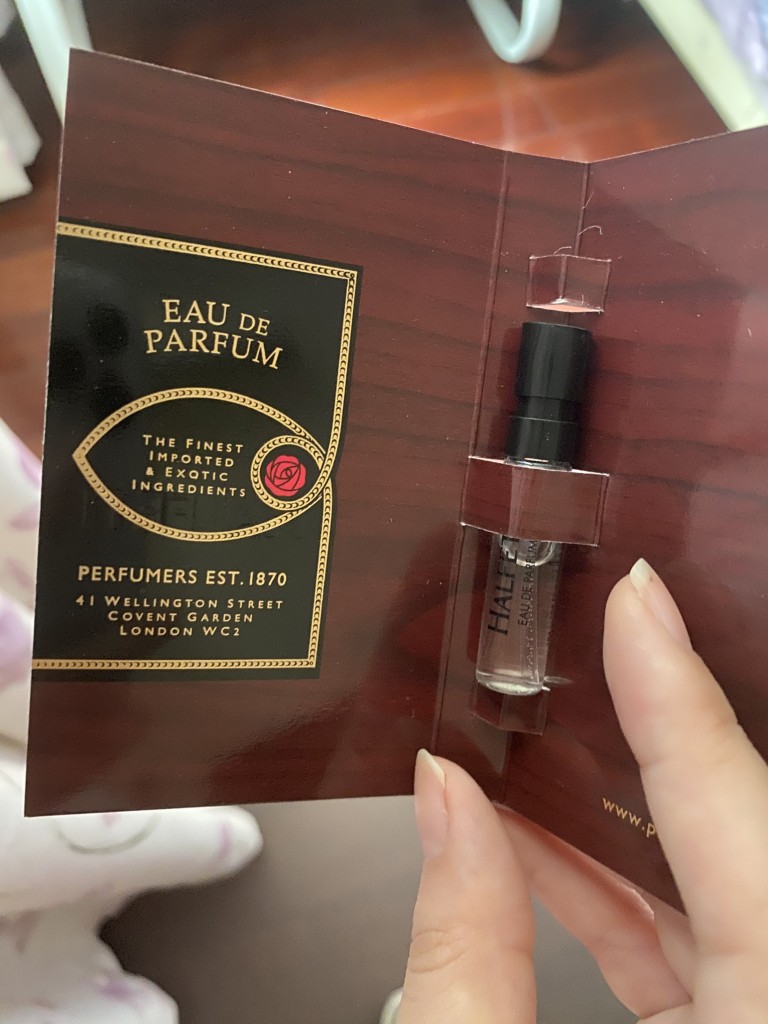 EAU DE
PARFUM
THE FINEST
IMPORTED
& EXOTIC
INGREDIENTS
PERFUMERS EST. 1870
41 WELLINGTON STREET
COVENT GARDEN
LONDON WC2
EAU DE PARFUM
www.p